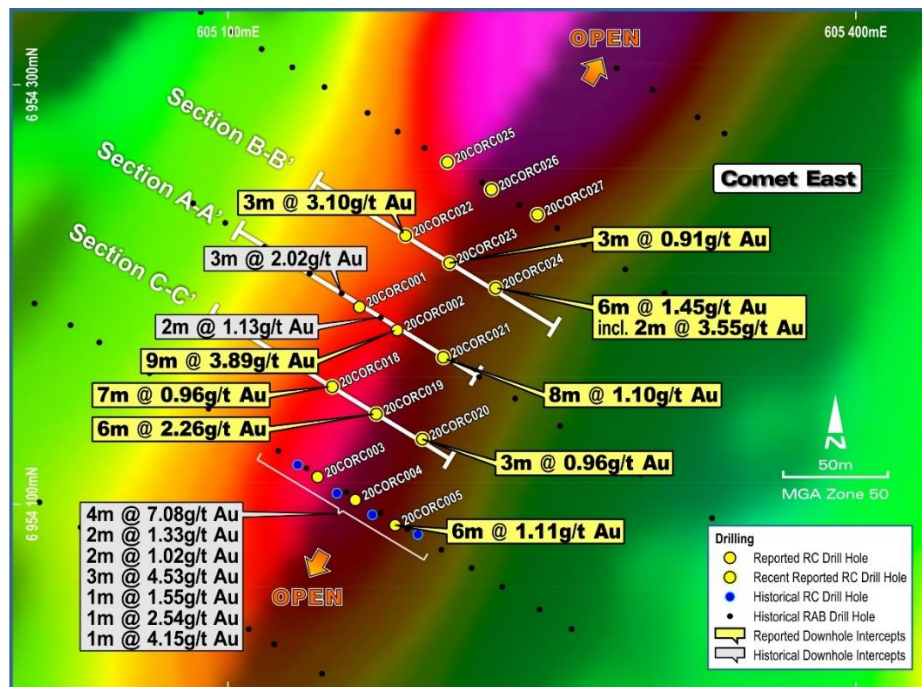 605 100mE
605 400mE
OPEN
6 954 300mN
Section B-B'
20CORC025
20CORC026
20CORC027
Comet East
Section A-A'
3m @ 3.10g/t Au
20CORC022
20CORC023
20CORC024
3m @ 0.91g/t Au
3m @ 2.02g/t Au
6m @ 1.45g/t Au
incl. 2m @ 3.55g/t Au
Section C-C'
20CORC001
20CORC002
20CORC021
2m @ 1.13g/t Au
9m @ 3.89g/t Au
7m @ 0.96g/t Au
8m @ 1.10g/t Au
20CORC018
20CORC019
20CORC020
6m @ 2.26g/t Au
3m @ 0.96g/t Au
N
50m
MGA Zone 50
6 954 100mN
20CORC003
20CORC004
20CORC005
6m @ 1.11g/t Au
4m @ 7.08g/t Au
2m @ 1.33g/t Au
2m @ 1.02g/t Au
3m @ 4.53g/t Au
1m @ 1.55g/t Au
1m @ 2.54g/t Au
1m @ 4.15g/t Au
OPEN
Drilling
Reported RC Drill Hole
Recent Reported RC Drill Hole
Historical RC Drill Hole
Historical RAB Drill Hole
Reported Downhole Intercepts
Historical Downhole Intercepts